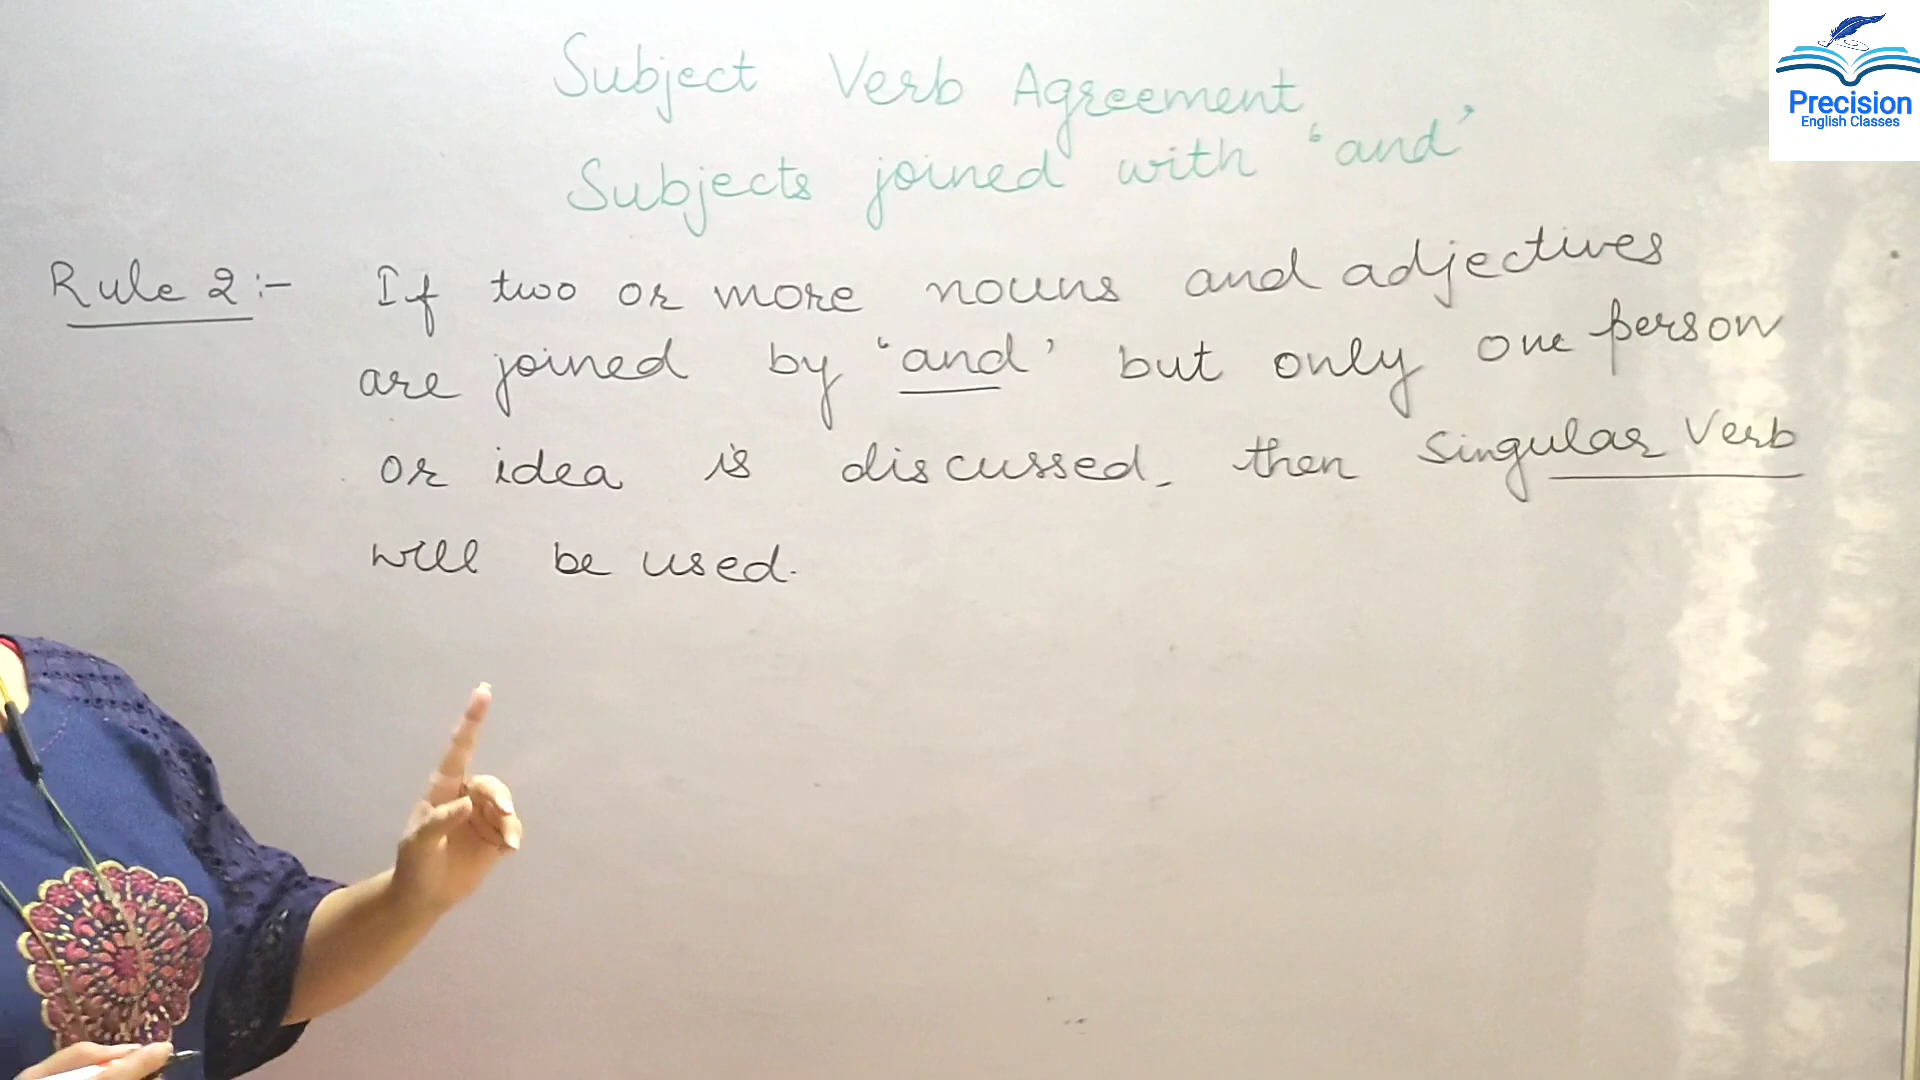 Subject Verb Agreement
Subjects joined with 'and'
Rule 2:- If two or more nouns and adjectives
are joined by 'and' but only one person
or idea is discussed, then Singular Verb
will be used.
Precision
English Classes